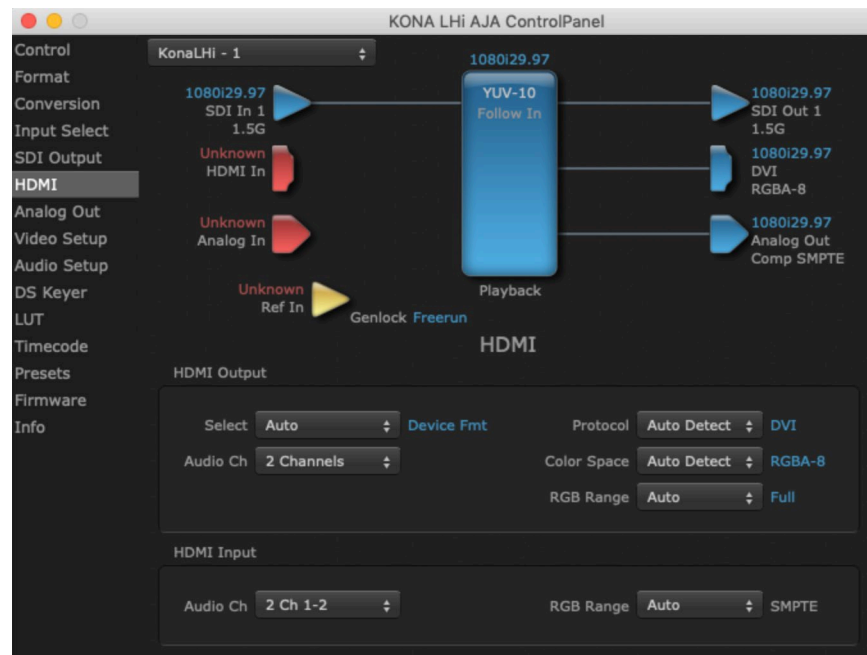 KONA LHi AJA ControlPanel
Control
Format
Conversion
Input Select
SDI Output
HDMI
Analog Out
Video Setup
Audio Setup
DS Keyer
LUT
Timecode
Presets
Firmware
Info
KonaLHi - 1
1080i29.97
1080i29.97
SDI In 1
1.5G
YUV-10
Follow In
1080i29.97
SDI Out 1
1.5G
Unknown
HDMI In
1080i29.97
DVI
RGBA-8
Unknown
Analog In
1080i29.97
Analog Out
Comp SMPTE
Unknown
Ref In
Genlock Freerun
Playback
HDMI
HDMI Output
Select Auto Device Fmt Protocol Auto Detect DVI
Audio Ch 2 Channels Color Space Auto Detect RGBA-8
RGB Range Auto Full
HDMI Input
Audio Ch 2 Ch 1-2 RGB Range Auto SMPTE